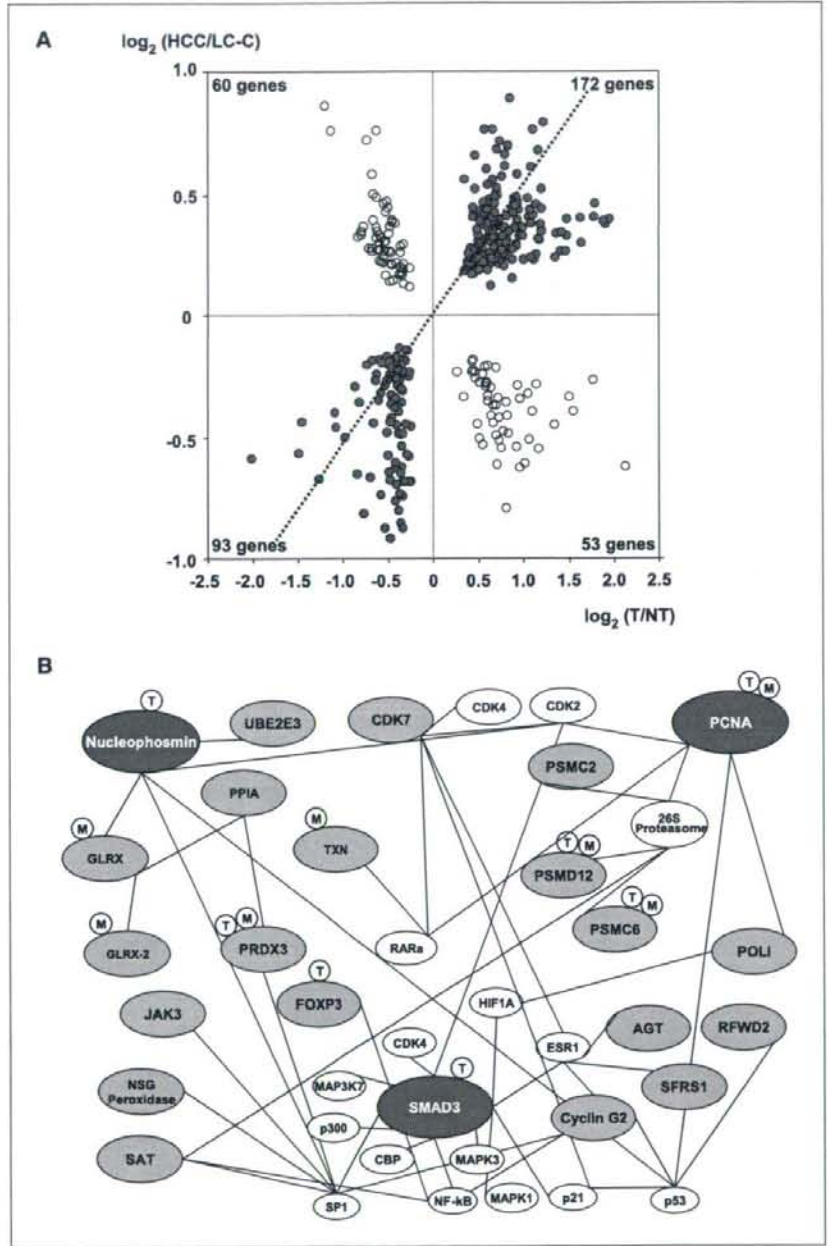 A
log2 (HCC/LC-C)
1.0
60 genes
172 genes
0.5
0
-0.5
93 genes
53 genes
-1.0
-2.5 -2.0 -1.5 -1.0 -0.5 0 0.5 1.0 1.5 2.0 2.5
log2 (T/NT)
B
T
T
M
Nucleophosmin
UBE2E3
CDK7
CDK4
CDK2
PCNA
PSMC2
PPIA
M
M
26S
Proteasome
GLRX
TXN
T
M
PSMD12
M
T
M
T
M
PSMC6
GLRX-2
PRDX3
RARa
POLI
T
FOXP3
HIF1A
JAK3
AGT
RFWD2
CDK4
ESR1
T
NSG
Peroxidase
MAP3K7
SMAD3
SFRS1
Cyclin G2
p300
SAT
CBP
MAPK3
SP1
NF-kB
MAPK1
p21
p53